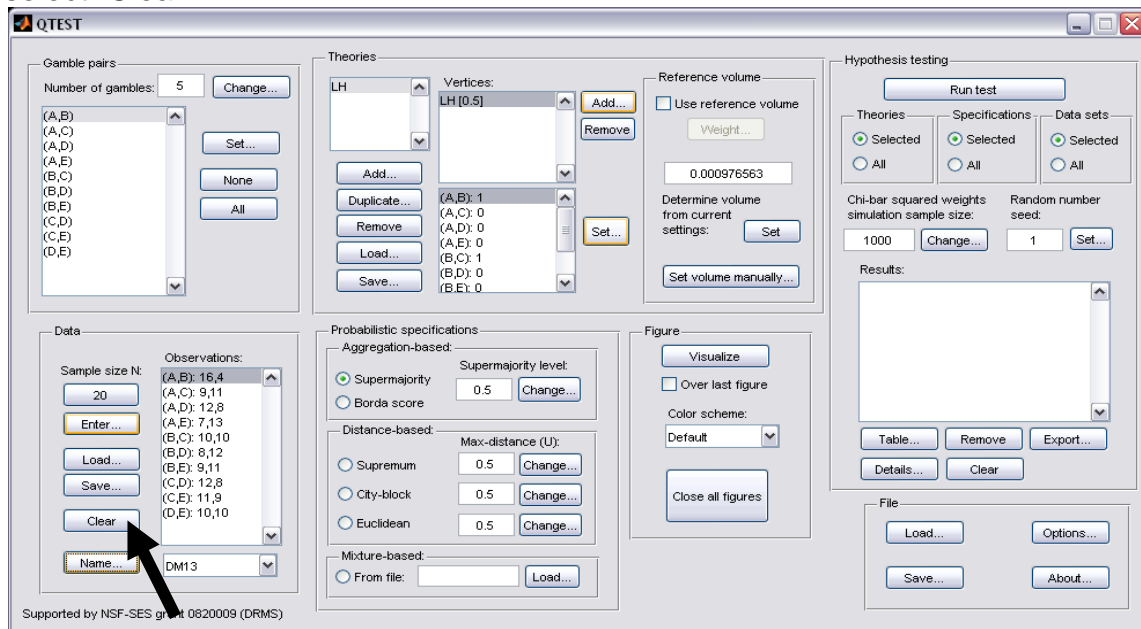 QTEST
Gamble pairs
Number of gambles: 5 Change...
(A,B)
(A,C)
(A,D)
(A,E)
(B,C)
(B,D)
(B,E)
(C,D)
(C,E)
(D,E)
Set...
None
All
Theories
LH
Add...
Duplicate...
Remove
Load...
Save...
Vertices:
LH [0.5]
Add...
Remove
(A,B): 1
(A,C): 0
(A,D): 0
(A,E): 0
(B,C): 1
(B,D): 0
(B,E): 0
Set...
Reference volume
Use reference volume
Weight...
0.000976563
Determine volume
from current
settings: Set
Set volume manually...
Hypothesis testing
Run test
Theories
Selected
All
Specifications
Selected
All
Data sets
Selected
All
Chi-bar squared weights
simulation sample size:
1000 Change...
Random number
seed:
1 Set...
Results:
Table... Remove Export...
Details... Clear
Data
Sample size N:
20
Enter...
Load...
Save...
Clear
Name... DM13
Observations:
(A,B): 16,4
(A,C): 9,11
(A,D): 12,8
(A,E): 7,13
(B,C): 10,10
(B,D): 8,12
(B,E): 9,11
(C,D): 12,8
(C,E): 11,9
(D,E): 10,10
Probabilistic specifications
Aggregation-based:
Supermajority level:
Supermajority 0.5 Change...
Borda score
Distance-based:
Max-distance (U):
Supremum 0.5 Change...
City-block 0.5 Change...
Euclidean 0.5 Change...
Mixture-based:
From file: Load...
Figure
Visualize
Over last figure
Color scheme:
Default
Close all figures
File
Load... Options...
Save... About...
Supported by NSF-SES grant 0820009 (DRMS)